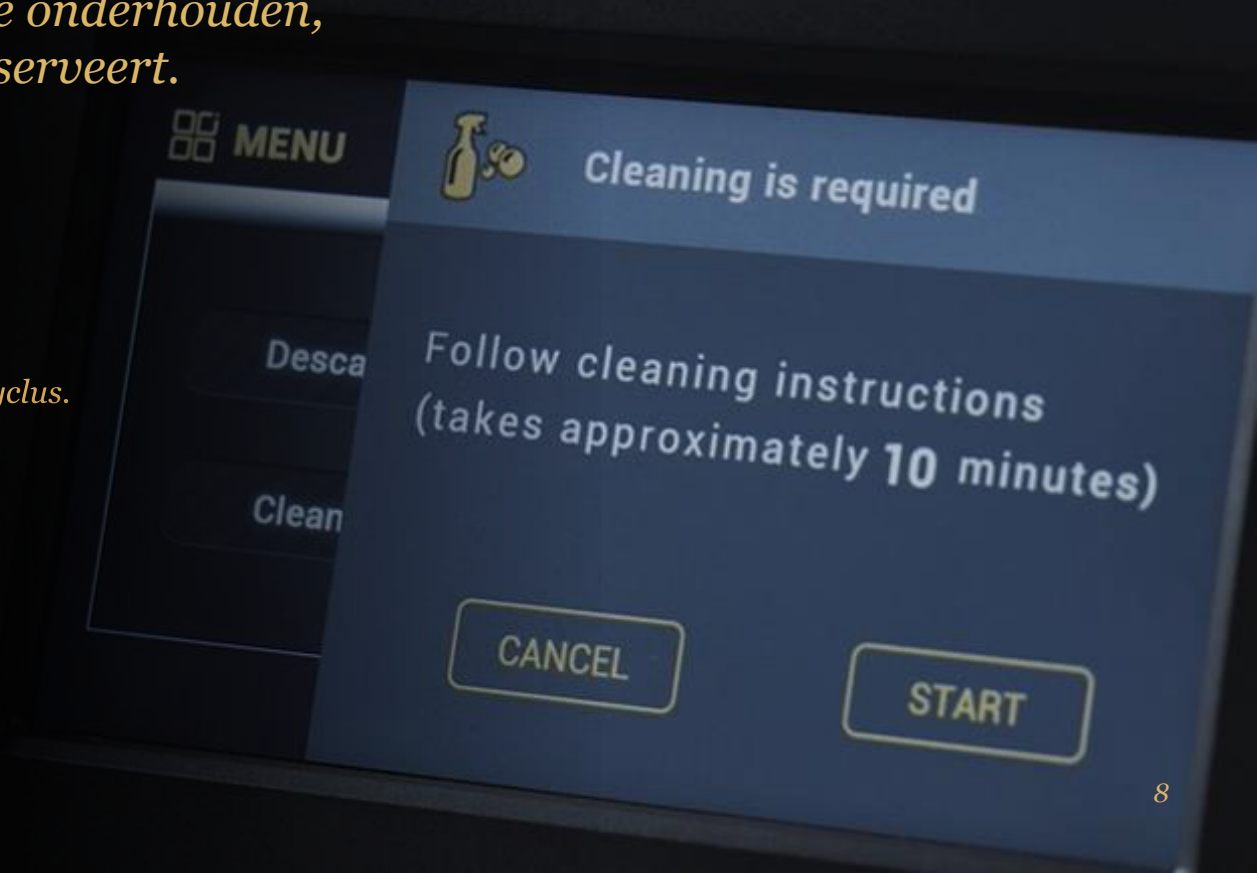 e onderhouden,
serveert.
MENU
Cleaning is required
Desca
Follow cleaning instructions
(takes approximately 10 minutes)
yclus.
Clean
CANCEL
START
8